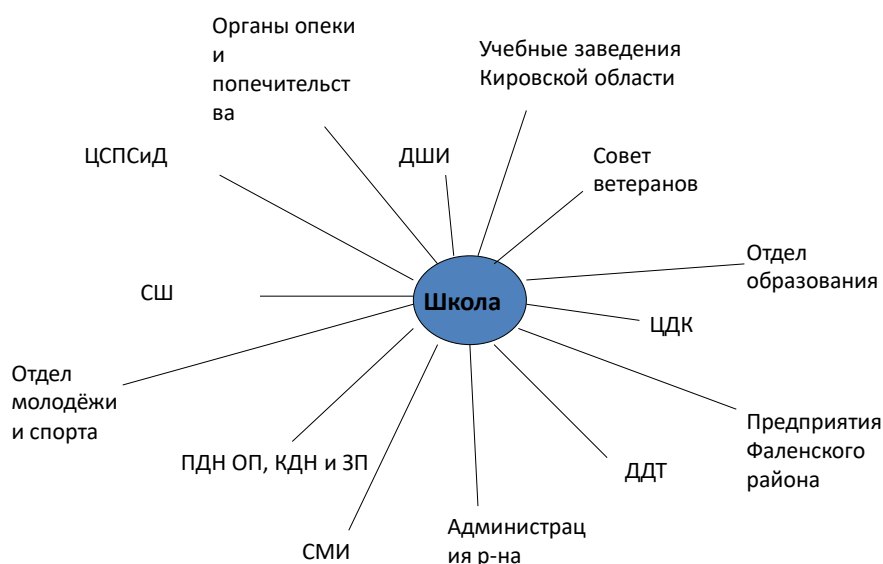 Органы опеки
и
попечительст
ва
Учебные заведения
Кировской области
ЦСПСиД
ДШИ
Совет
ветеранов
Отдел
образования
СШ
Школа
ЦДК
Отдел
молодёжи
и спорта
Предприятия
Фаленского
района
ПДН ОП, КДН и ЗП
ДДТ
СМИ
Администрац
ия р-на